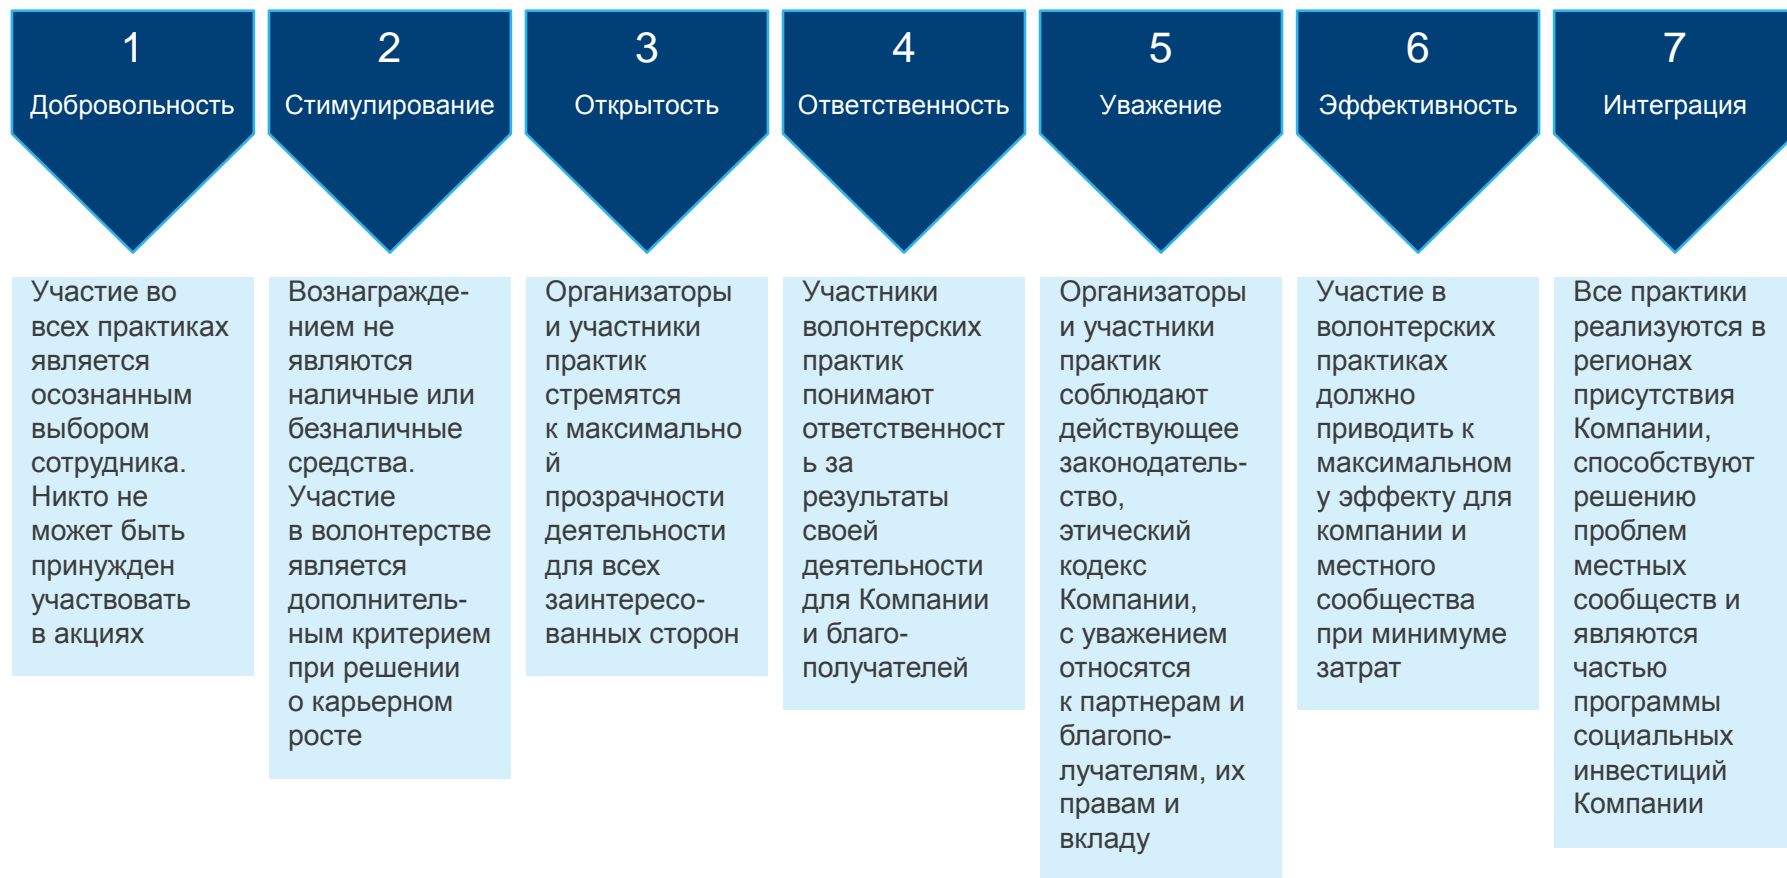 1
Добровольность
Участие во
всех практиках
является
осознанным
выбором
сотрудника.
Никто не
может быть
принужден
участвовать
в акциях
2
Стимулирование
Вознагражде-
нием не
являются
наличные или
безналичные
средства.
Участие
в волонтерстве
является
дополнитель-
ным критерием
при решении
о карьерном
росте
3
Открытость
Организаторы
и участники
практик
стремятся
к максимально
й
прозрачности
деятельности
для всех
заинтересо-
ванных сторон
4
Ответственность
Участники
волонтерских
практик
понимают
ответственност
ь за
результаты
своей
деятельности
для Компании
и благо-
получателей
5
Уважение
Организаторы
и участники
практик
соблюдают
действующее
законодатель-
ство,
этический
кодекс
Компании,
с уважением
относятся
к партнерам и
благопо-
лучателям, их
правам и
вкладу
6
Эффективность
Участие в
волонтерских
практиках
должно
приводить к
максимальном
у эффекту для
компании и
местного
сообщества
при минимуме
затрат
7
Интеграция
Все практики
реализуются в
регионах
присутствия
Компании,
способствуют
решению
проблем
местных
сообществ и
являются
частью
программы
социальных
инвестиций
Компании